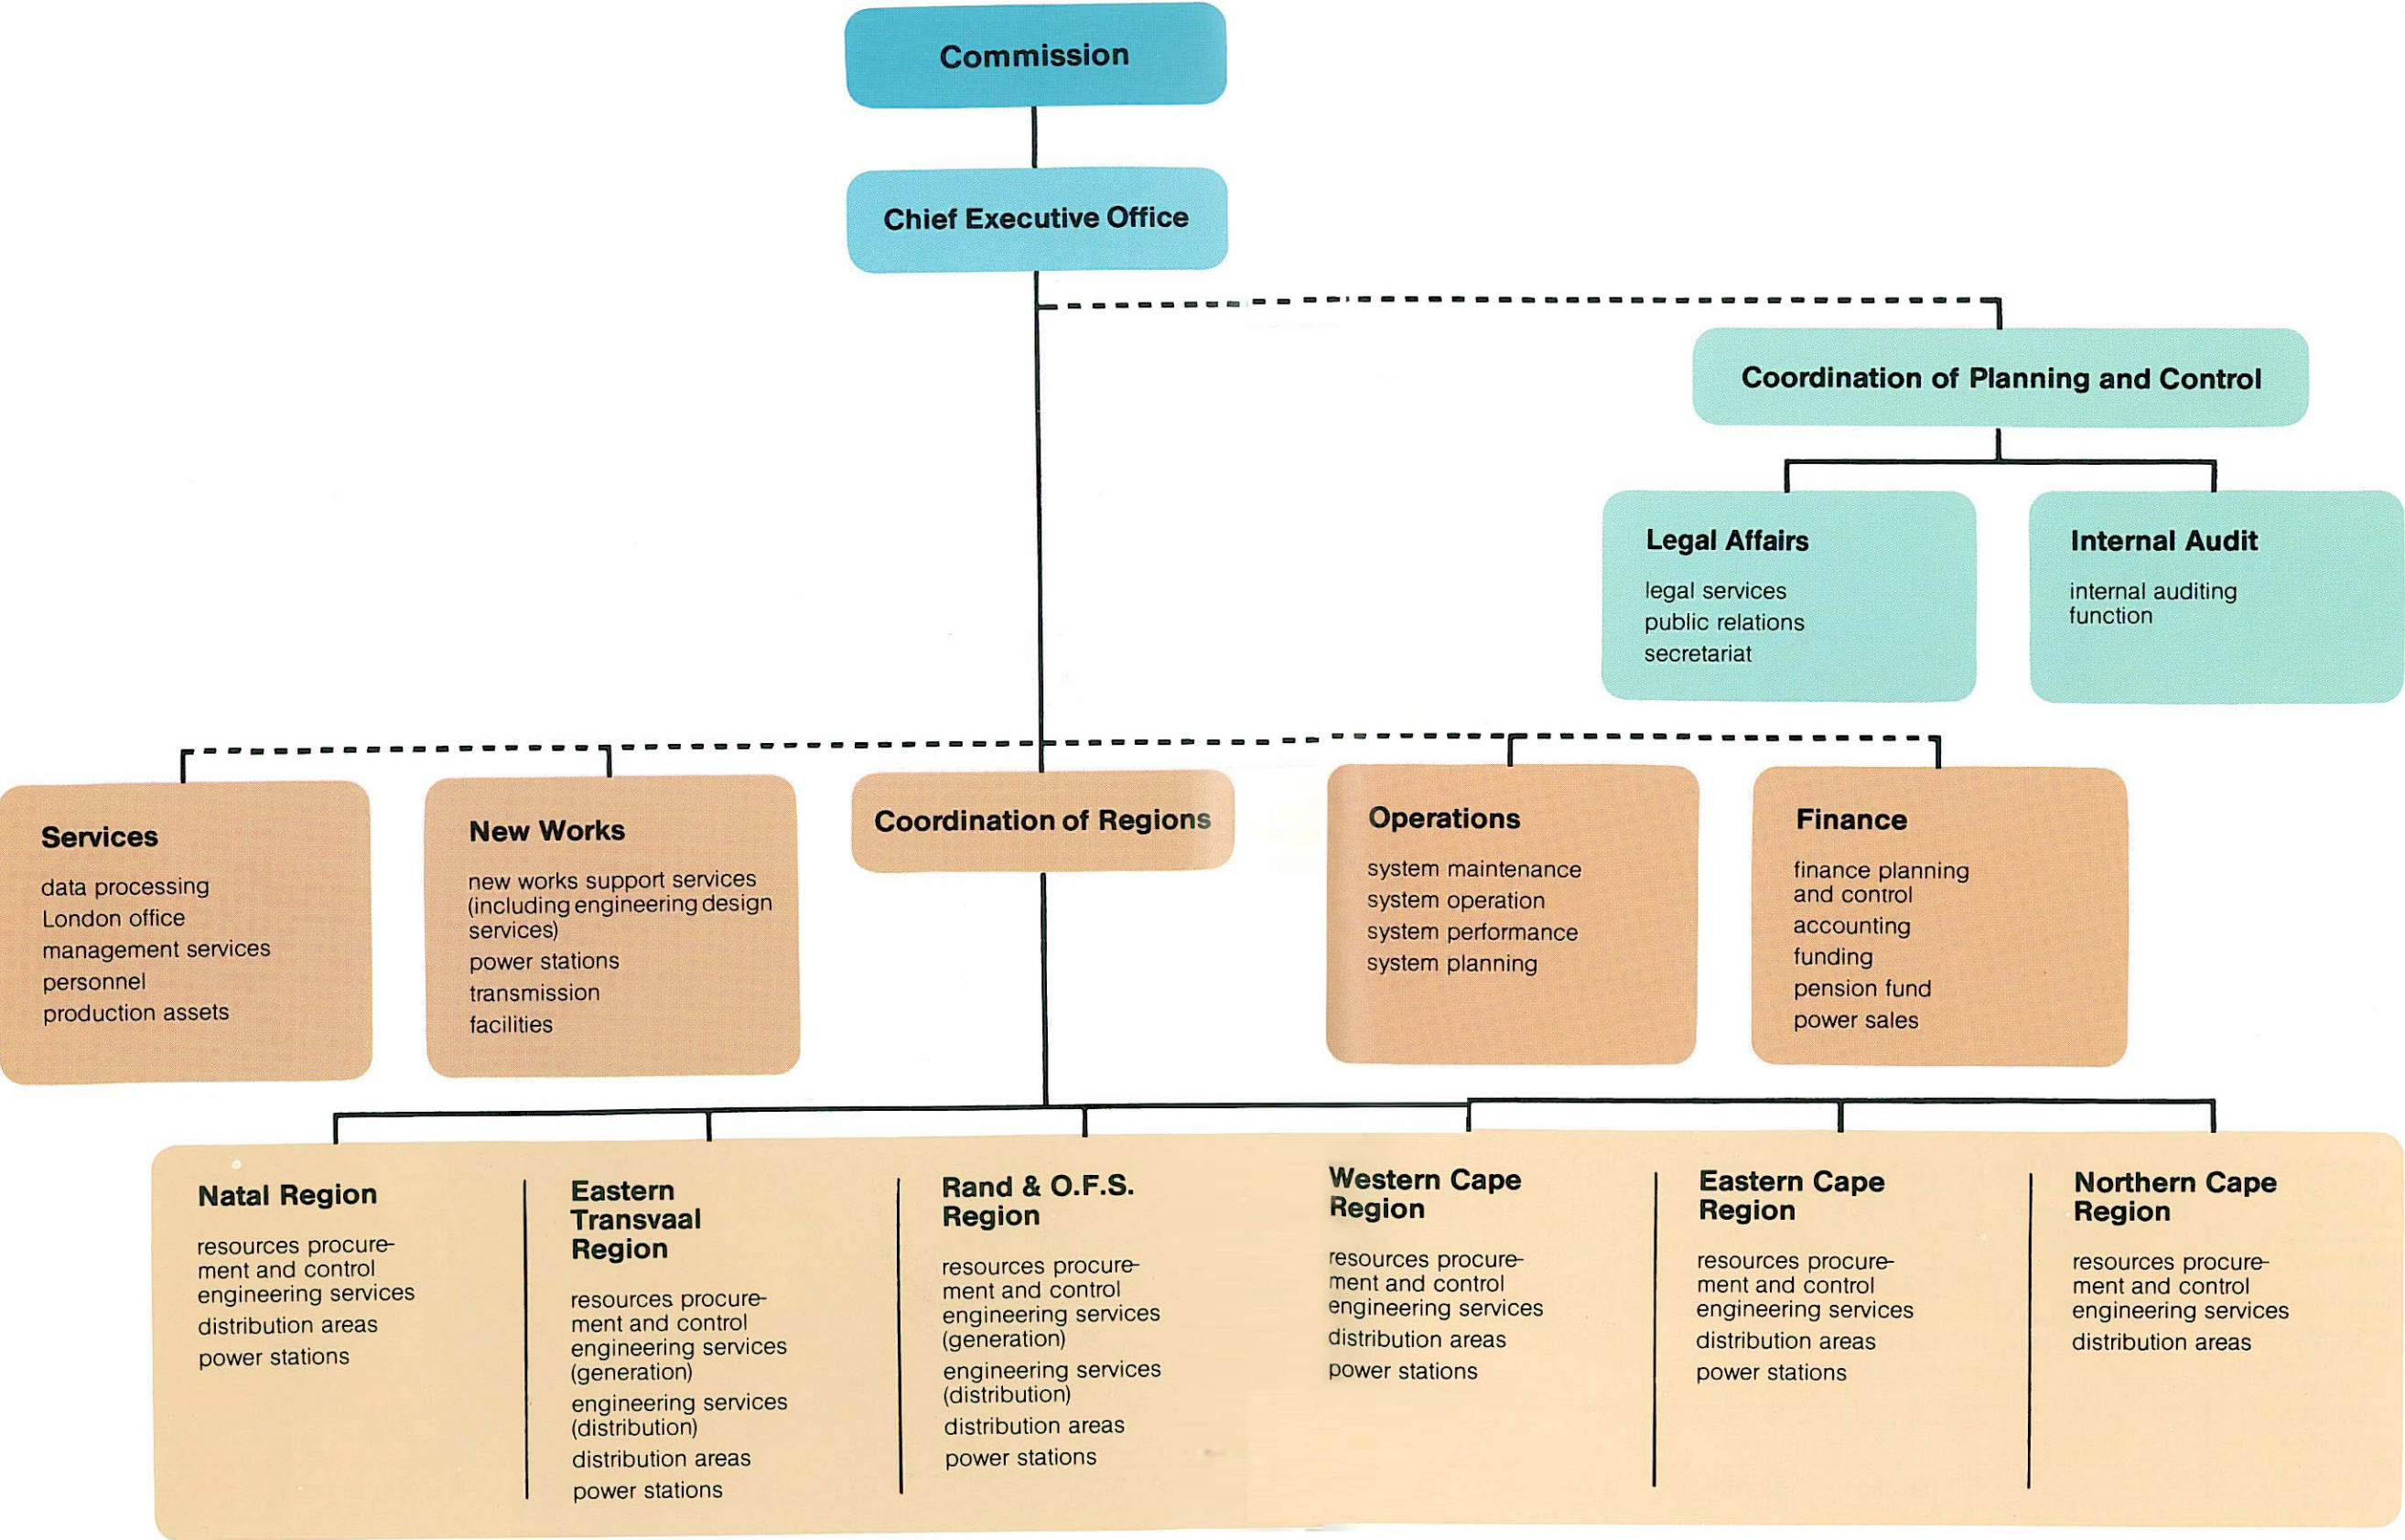 Commission
Chief Executive Office
Coordination of Planning and Control
Legal Affairs
legal services
public relations
secretariat
Internal Audit
internal auditing
function
Services
data processing
London office
management services
personnel
production assets
New Works
new works support services
(including engineering design
services)
power stations
transmission
facilities
Coordination of Regions
Operations
system maintenance
system operation
system performance
system planning
Finance
finance planning
and control
accounting
funding
pension fund
power sales
Natal Region
resources procure-
ment and control
engineering services
distribution areas
power stations
Eastern
Transvaal
Region
resources procure-
ment and control
engineering services
(generation)
engineering services
(distribution)
distribution areas
power stations
Rand & O.F.S.
Region
resources procure-
ment and control
engineering services
(generation)
engineering services
(distribution)
distribution areas
power stations
Western Cape
Region
resources procure-
ment and control
engineering services
distribution areas
power stations
Eastern Cape
Region
resources procure-
ment and control
engineering services
distribution areas
power stations
Northern Cape
Region
resources procure-
ment and control
engineering services
distribution areas